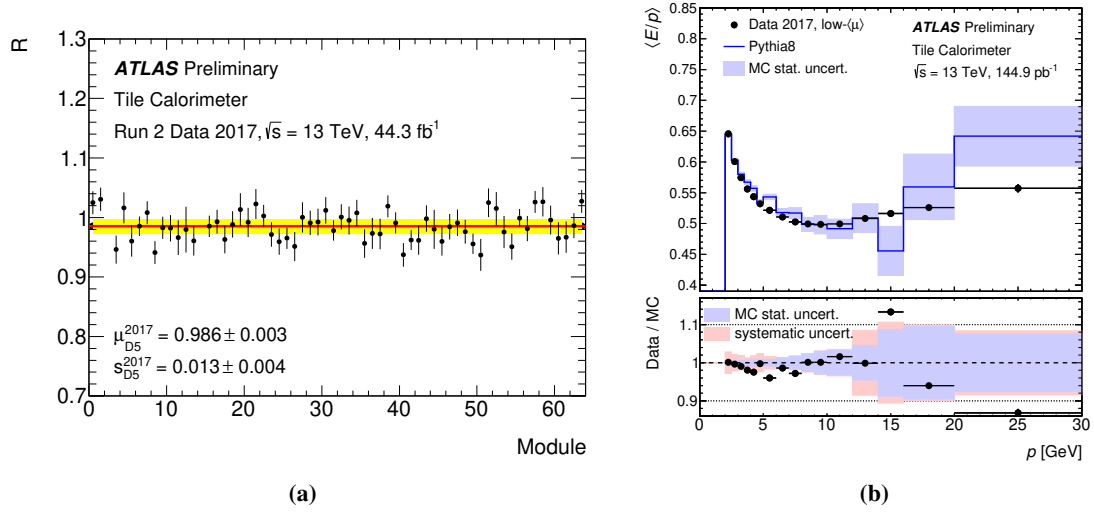 R
1.3
1.2
1.1
1
0.9
0.8
0.7
ATLAS Preliminary
Tile Calorimeter
Run 2 Data 2017, √s = 13 TeV, 44.3 fb⁻¹
μ²⁰¹⁷_D5 = 0.986 ± 0.003
s²⁰¹⁷_D5 = 0.013 ± 0.004
0 10 20 30 40 50 60
Module
(a)
⟨E/p⟩
0.85
0.8
0.75
0.7
0.65
0.6
0.55
0.5
0.45
0.4
Data 2017, low-⟨μ⟩
Pythia8
MC stat. uncert.
ATLAS Preliminary
Tile Calorimeter
√s = 13 TeV, 144.9 pb⁻¹
Data / MC
1.1
1
0.9
MC stat. uncert.
systematic uncert.
0 5 10 15 20 25 30
p [GeV]
(b)